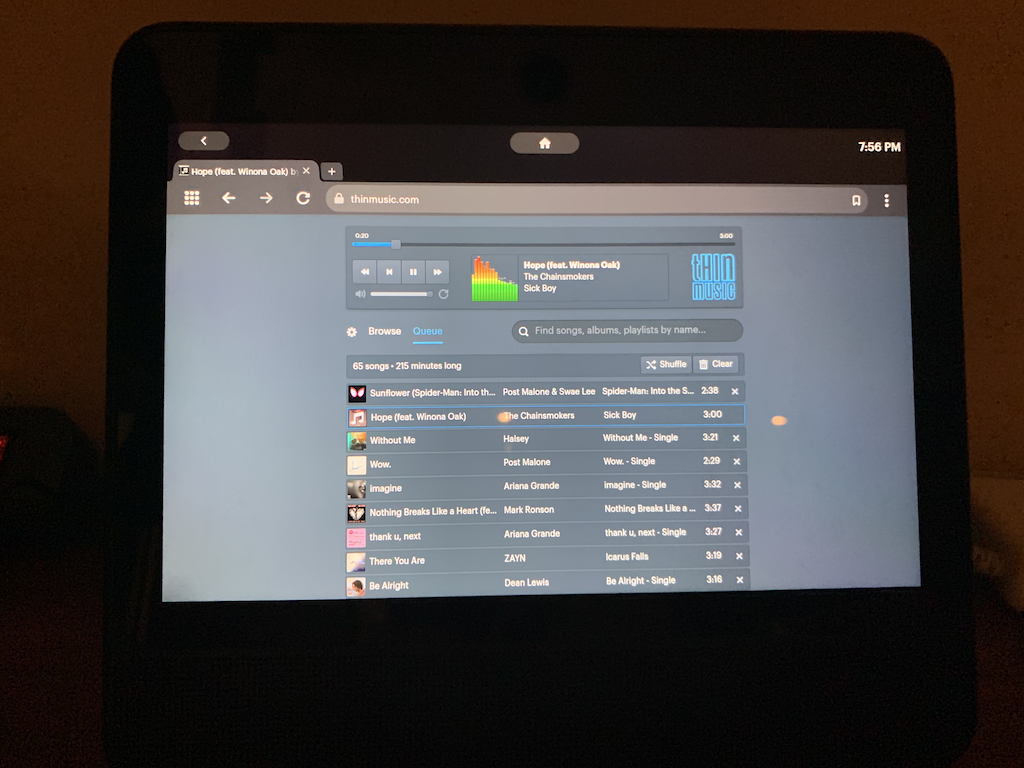 7:56 PM
Hope (feat. Winona Oak) by
thinmusic.com
0:20 3:00
Hope (feat. Winona Oak)
The Chainsmokers
Sick Boy
tHIN MUSIC
Browse Queue Find songs, albums, playlists by name...
65 songs • 215 minutes long Shuffle Clear
Sunflower (Spider-Man: Into th... Post Malone & Swae Lee Spider-Man: Into the S... 2:38
Hope (feat. Winona Oak) The Chainsmokers Sick Boy 3:00
Without Me Halsey Without Me - Single 3:21
Wow. Post Malone Wow. - Single 2:29
imagine Ariana Grande imagine - Single 3:32
Nothing Breaks Like a Heart (fe... Mark Ronson Nothing Breaks Like a ... 3:37
thank u, next Ariana Grande thank u, next - Single 3:27
There You Are ZAYN Icarus Falls 3:19
Be Alright Dean Lewis Be Alright - Single 3:16